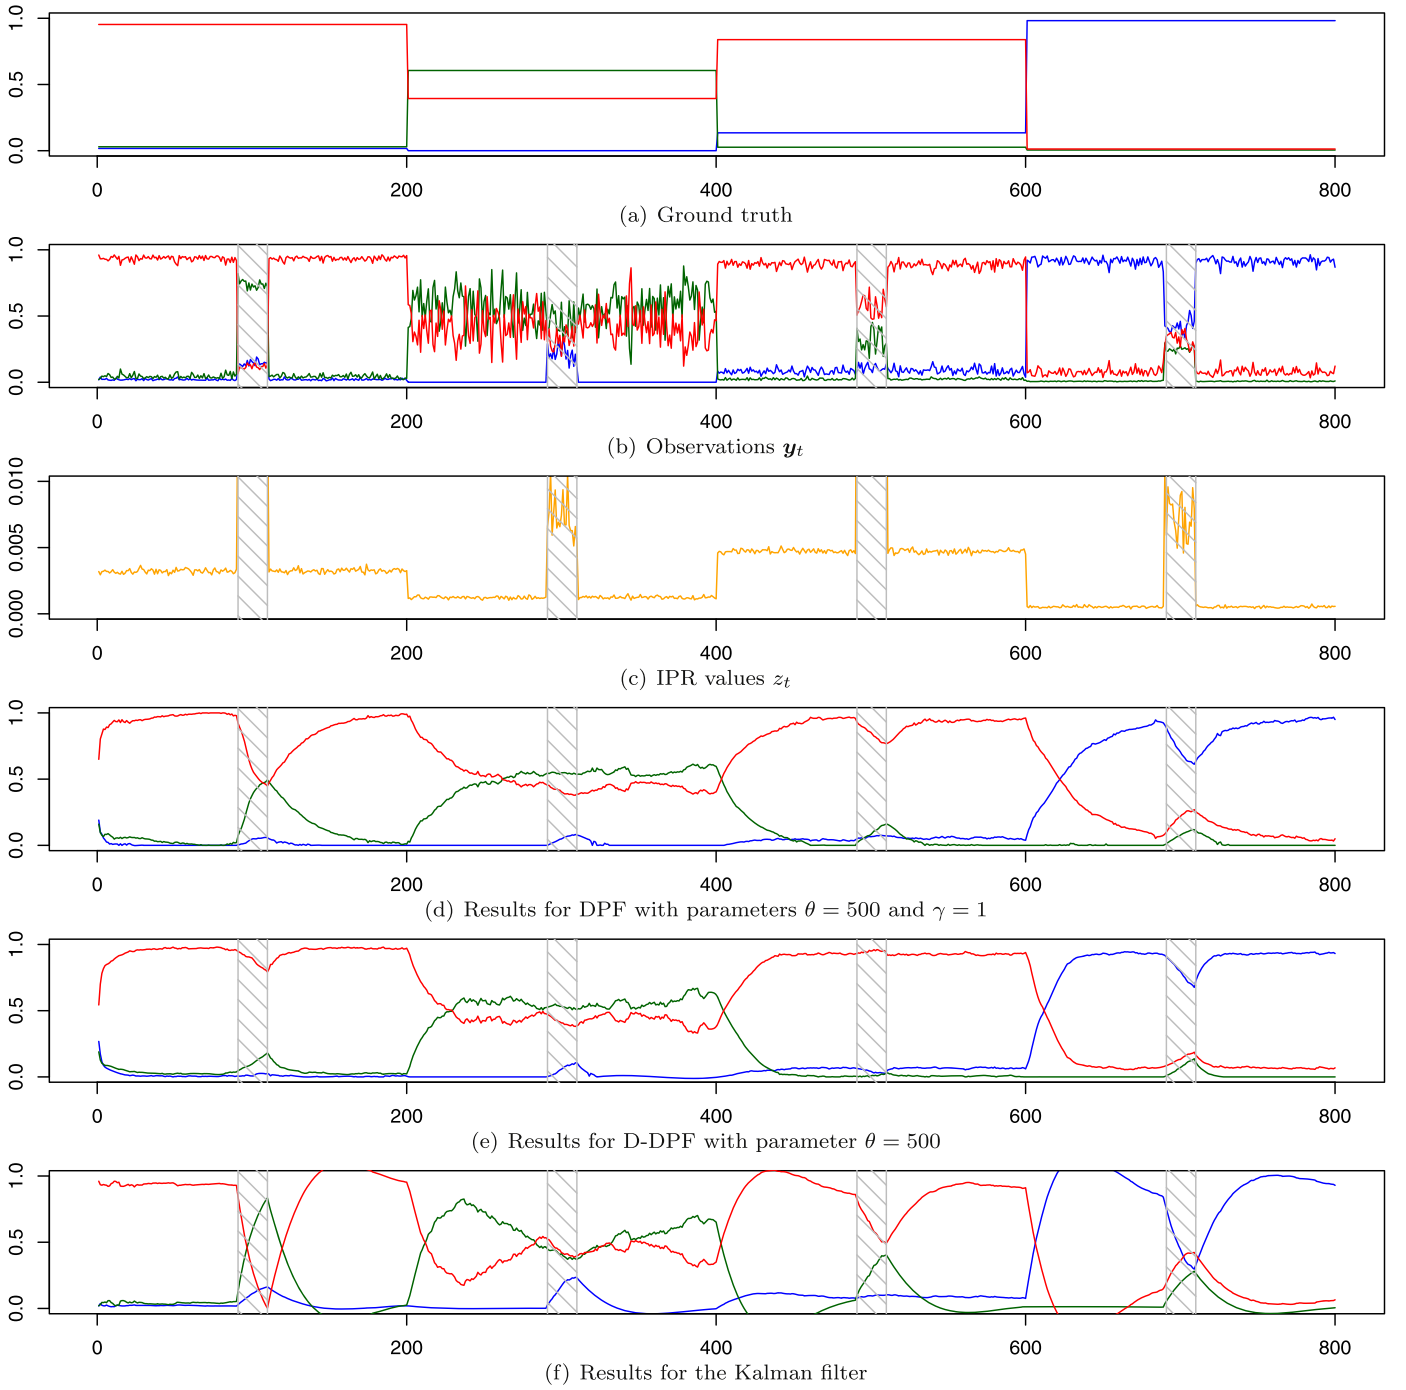 1.0
0.5
0.0
0 200 400 600 800
(a) Ground truth
1.0
0.5
0.0
0 200 400 600 800
(b) Observations yₜ
0.010
0.005
0.000
0 200 400 600 800
(c) IPR values zₜ
1.0
0.5
0.0
0 200 400 600 800
(d) Results for DPF with parameters θ = 500 and γ = 1
1.0
0.5
0.0
0 200 400 600 800
(e) Results for D-DPF with parameter θ = 500
1.0
0.5
0.0
0 200 400 600 800
(f) Results for the Kalman filter